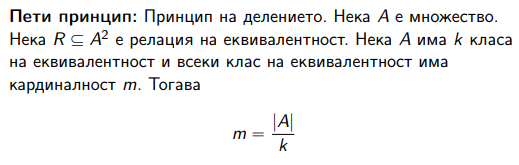 Пети принцип: Принцип на делението. Нека A е множество.
Нека R ⊆ A² е релация на еквивалентност. Нека A има k класа
на еквивалентност и всеки клас на еквивалентност има
кардиналност m. Тогава
m = |A| / k